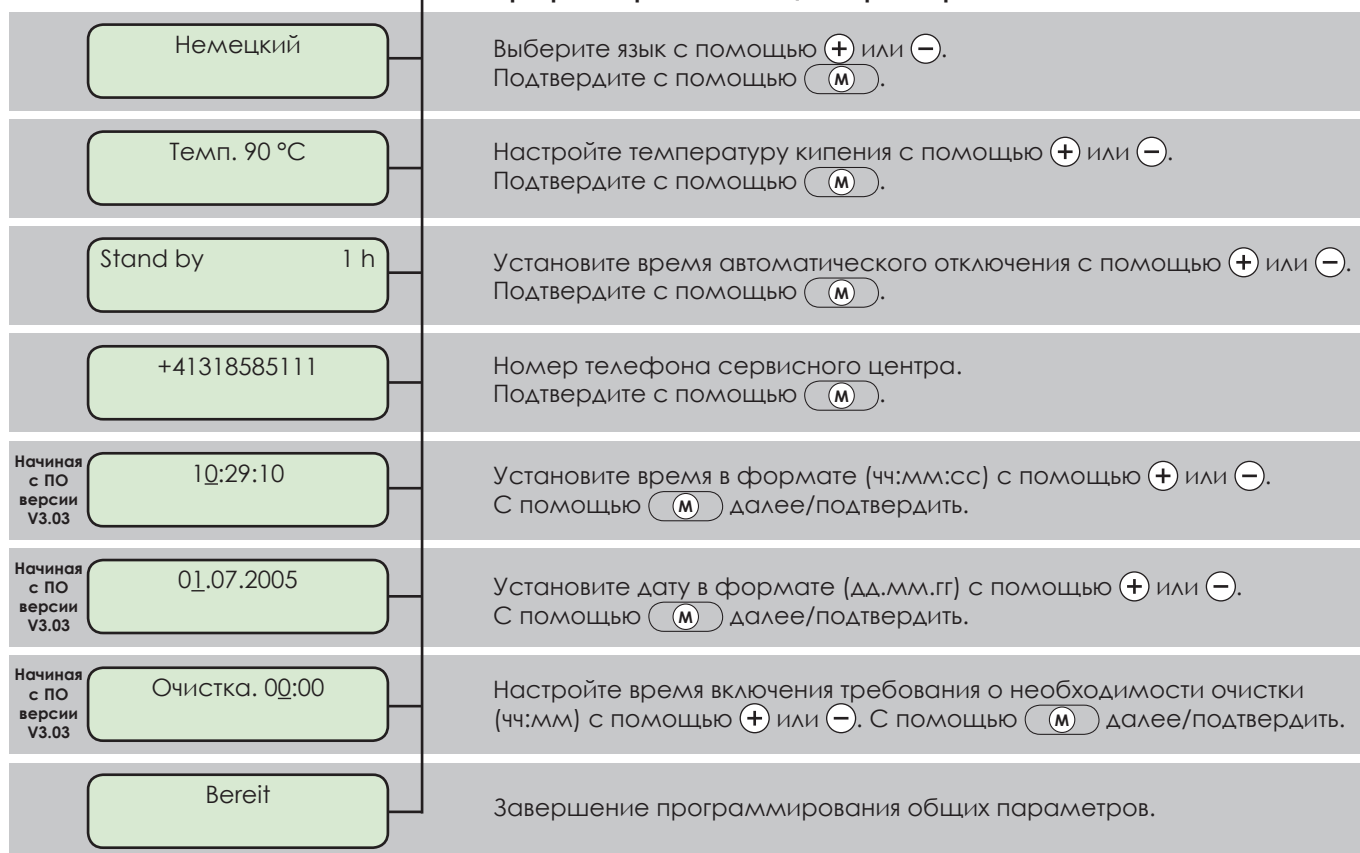 Немецкий
Выберите язык с помощью + или −.
Подтвердите с помощью M.
Темп. 90 °C
Настройте температуру кипения с помощью + или −.
Подтвердите с помощью M.
Stand by 1 h
Установите время автоматического отключения с помощью + или −.
Подтвердите с помощью M.
+41318585111
Номер телефона сервисного центра.
Подтвердите с помощью M.
Начиная
с ПО
версии
V3.03
10:29:10
Установите время в формате (чч:мм:сс) с помощью + или −.
С помощью M далее/подтвердить.
Начиная
с ПО
версии
V3.03
01.07.2005
Установите дату в формате (дд.мм.гг) с помощью + или −.
С помощью M далее/подтвердить.
Начиная
с ПО
версии
V3.03
Очистка. 00:00
Настройте время включения требования о необходимости очистки
(чч:мм) с помощью + или −. С помощью M далее/подтвердить.
Bereit
Завершение программирования общих параметров.